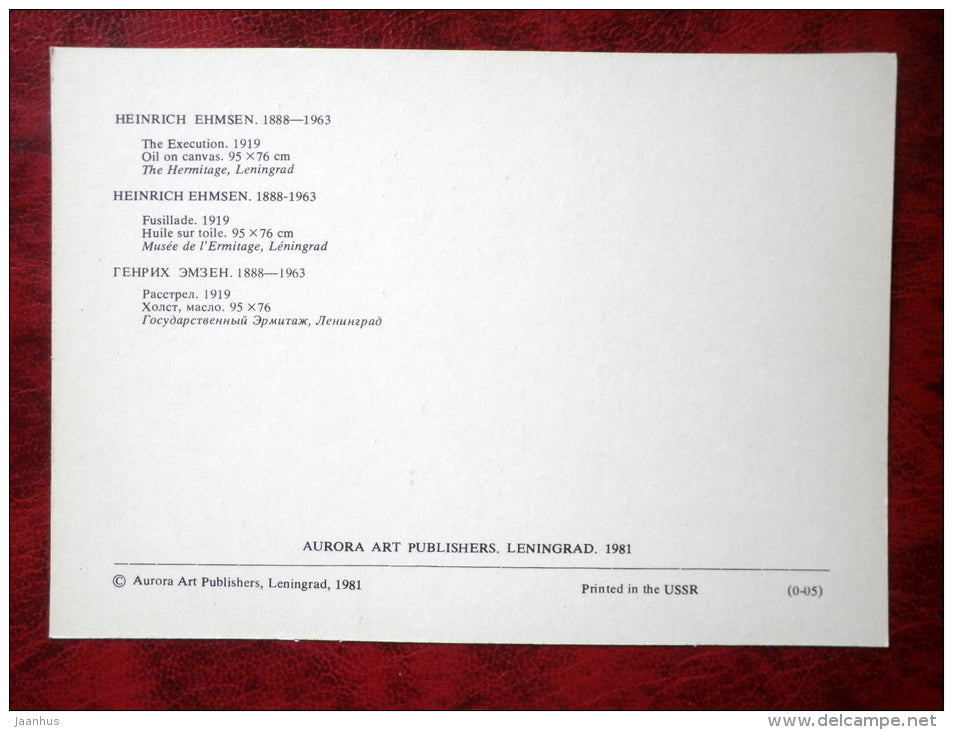 HEINRICH EHMSEN. 1888—1963
The Execution. 1919
Oil on canvas. 95 × 76 cm
The Hermitage, Leningrad
HEINRICH EHMSEN. 1888-1963
Fusillade. 1919
Huile sur toile. 95 × 76 cm
Musée de l'Ermitage, Léningrad
ГЕНРИХ ЭМЗЕН. 1888—1963
Расстрел. 1919
Холст, масло. 95 × 76
Государственный Эрмитаж, Ленинград
AURORA ART PUBLISHERS. LENINGRAD. 1981
© Aurora Art Publishers, Leningrad, 1981
Printed in the USSR
(0-05)
Jaanhus
www.delcampe.net